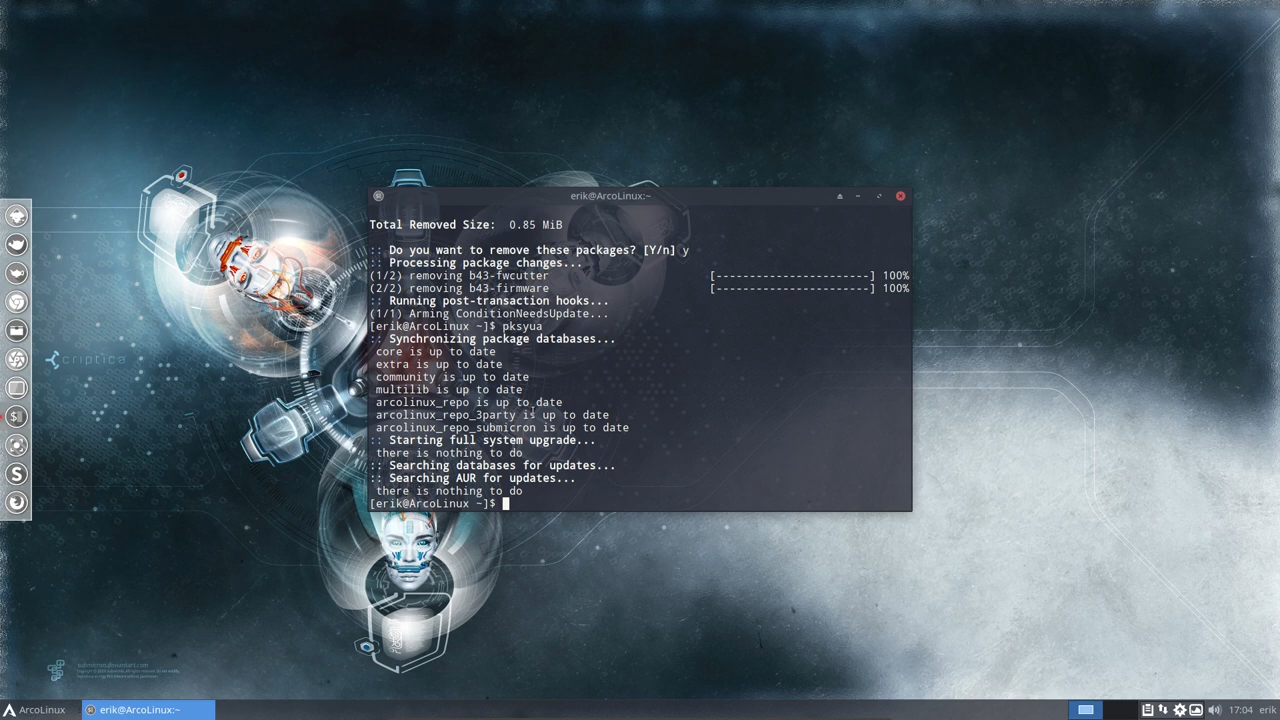 erik@ArcoLinux:~
Total Removed Size:  0.85 MiB
:: Do you want to remove these packages? [Y/n] y
:: Processing package changes...
(1/2) removing b43-fwcutter [-----------------------] 100%
(2/2) removing b43-firmware [-----------------------] 100%
:: Running post-transaction hooks...
(1/1) Arming ConditionNeedsUpdate...
[erik@ArcoLinux ~]$ pksyua
:: Synchronizing package databases...
core is up to date
extra is up to date
community is up to date
multilib is up to date
arcolinux_repo is up to date
arcolinux_repo_3party is up to date
arcolinux_repo_submicron is up to date
:: Starting full system upgrade...
there is nothing to do
:: Searching databases for updates...
:: Searching AUR for updates...
there is nothing to do
[erik@ArcoLinux ~]$
criptica
ArcoLinux
erik@ArcoLinux:~
17:04 erik